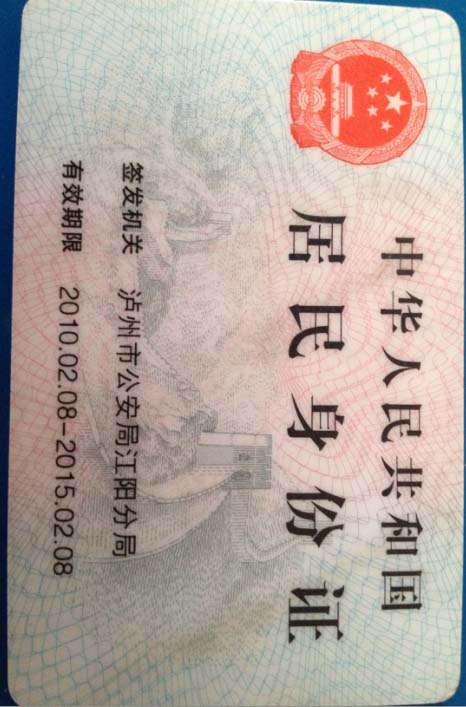 中华人民共和国
居民身份证
签发机关 泸州市公安局江阳分局
有效期限 2010.02.08-2015.02.08